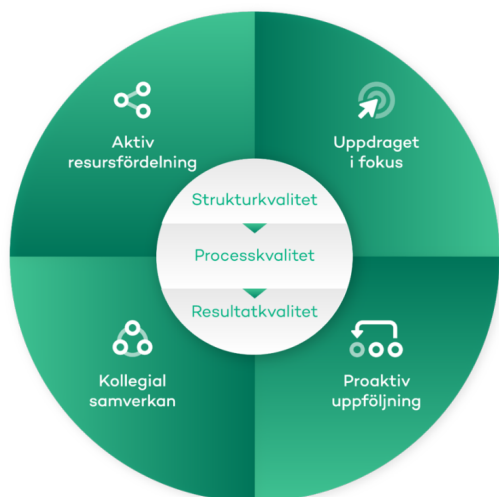 Aktiv
resursfördelning
Uppdraget
i fokus
Strukturkvalitet
Processkvalitet
Resultatkvalitet
Kollegial
samverkan
Proaktiv
uppföljning